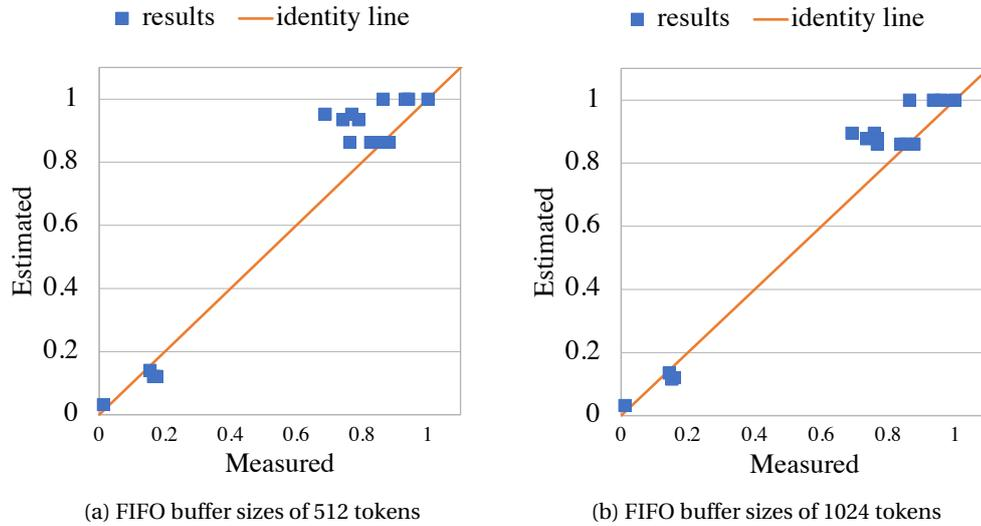 results identity line
1
0.8
0.6
0.4
0.2
0
Estimated
0 0.2 0.4 0.6 0.8 1
Measured
(a) FIFO buffer sizes of 512 tokens
results identity line
1
0.8
0.6
0.4
0.2
0
Estimated
0 0.2 0.4 0.6 0.8 1
Measured
(b) FIFO buffer sizes of 1024 tokens